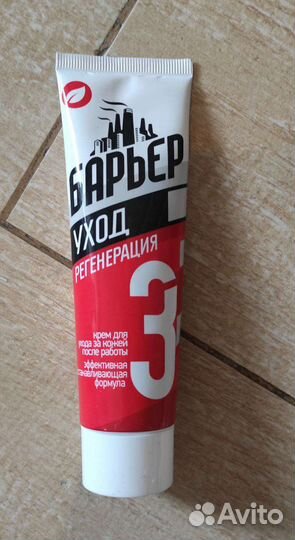 БАРЬЕР
УХОД
РЕГЕНЕРАЦИЯ
3
крем для
ухода за кожей
после работы
эффективная
формула
Avito